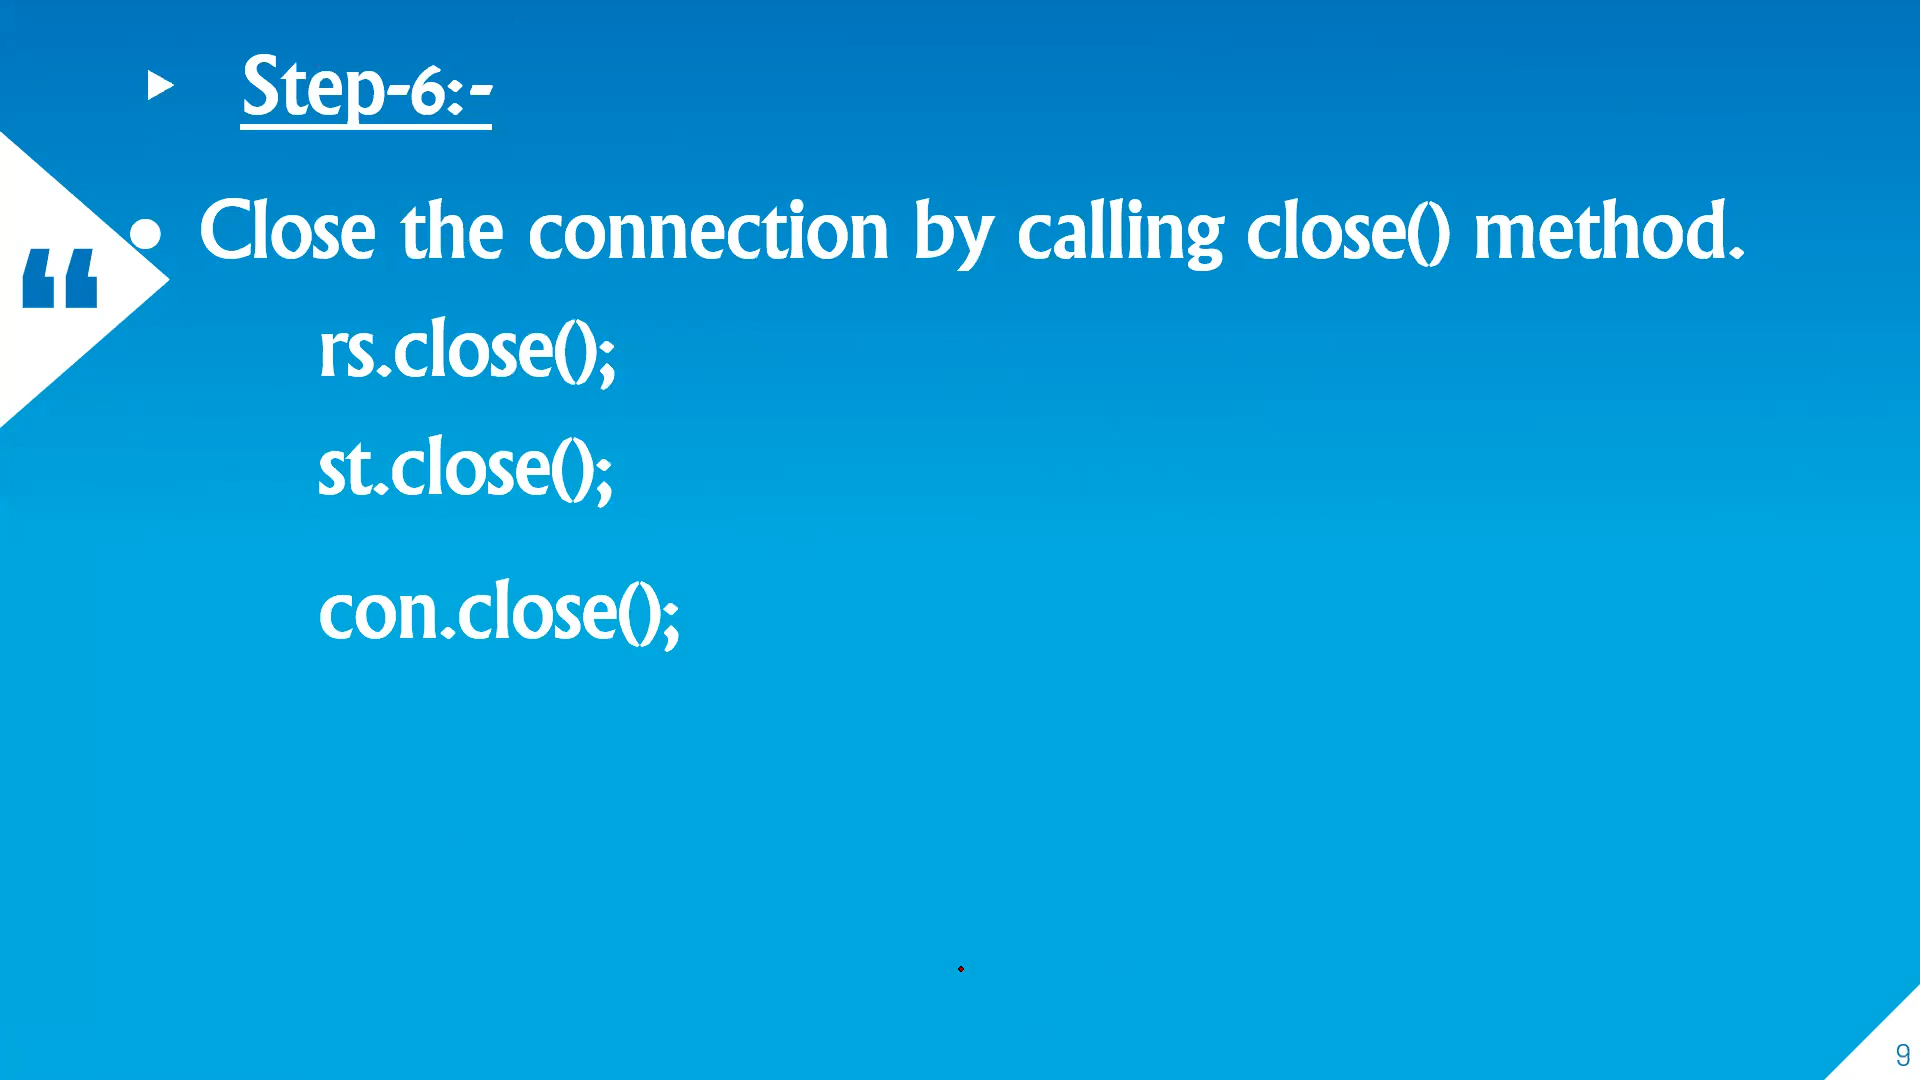 Step-6:-
• Close the connection by calling close() method.
rs.close();
st.close();
con.close();
“
9